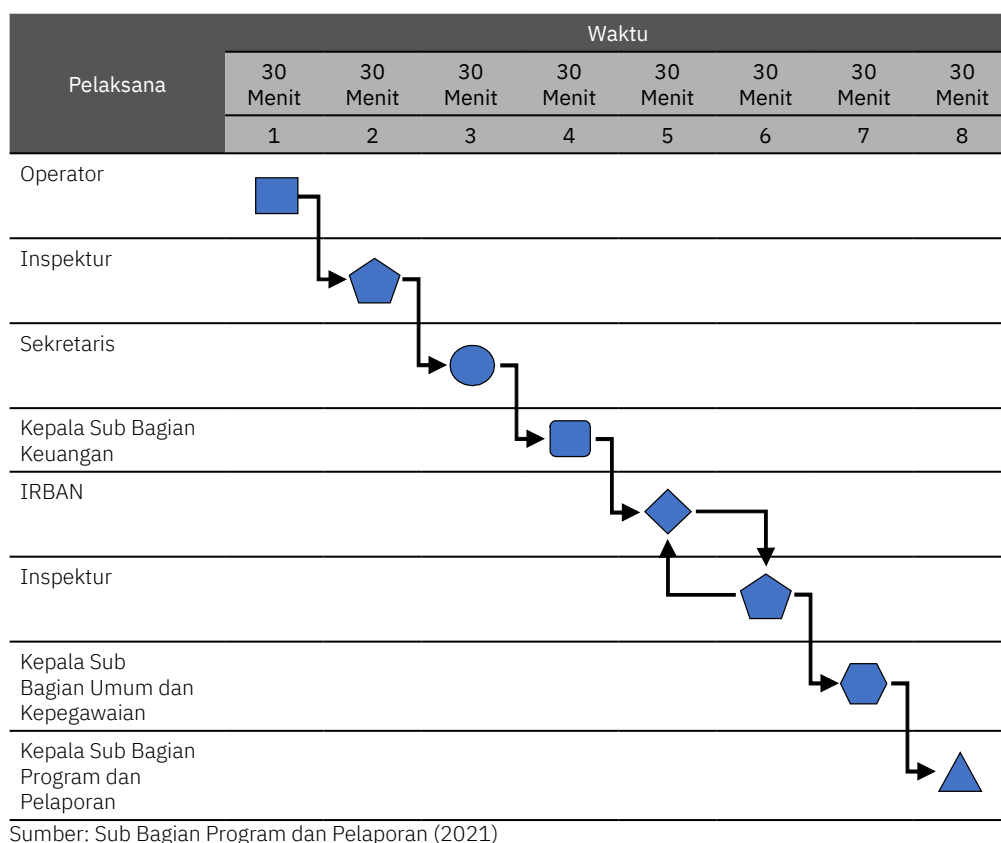 Waktu
Pelaksana
30 30 30 30 30 30 30 30
Menit Menit Menit Menit Menit Menit Menit Menit
1 2 3 4 5 6 7 8
Operator
Inspektur
Sekretaris
Kepala Sub Bagian
Keuangan
IRBAN
Inspektur
Kepala Sub
Bagian Umum dan
Kepegawaian
Kepala Sub Bagian
Program dan
Pelaporan
Sumber: Sub Bagian Program dan Pelaporan (2021)